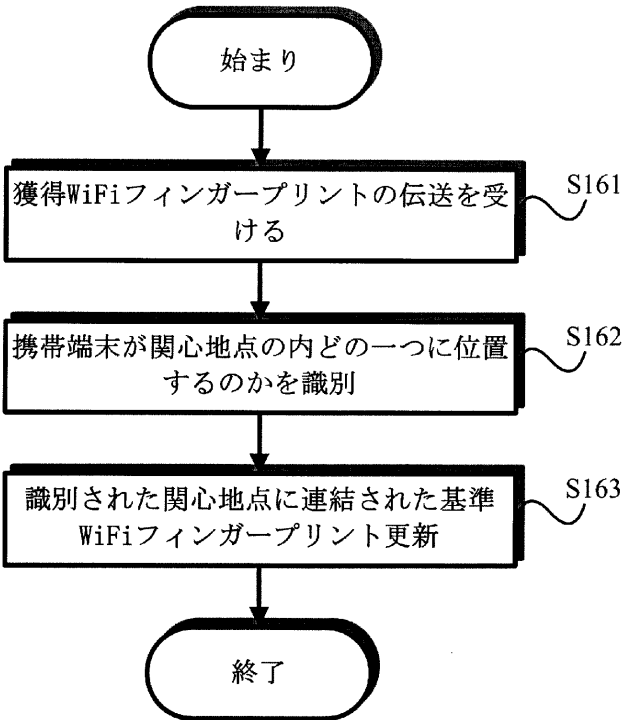 始まり
獲得WiFiフィンガープリントの伝送を受
ける
S161
携帯端末が関心地点の内どの一つに位置
するのかを識別
S162
識別された関心地点に連結された基準
WiFiフィンガープリント更新
S163
終了